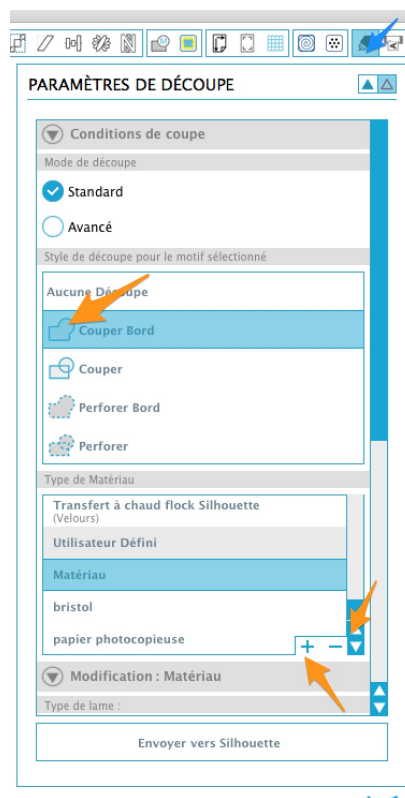 PARAMÈTRES DE DÉCOUPE
Conditions de coupe
Mode de découpe
Standard
Avancé
Style de découpe pour le motif sélectionné
Aucune Découpe
Couper Bord
Couper
Perforer Bord
Perforer
Type de Matériau
Transfert à chaud flock Silhouette
(Velours)
Utilisateur Défini
Matériau
bristol
papier photocopieuse
Modification : Matériau
Type de lame :
Envoyer vers Silhouette